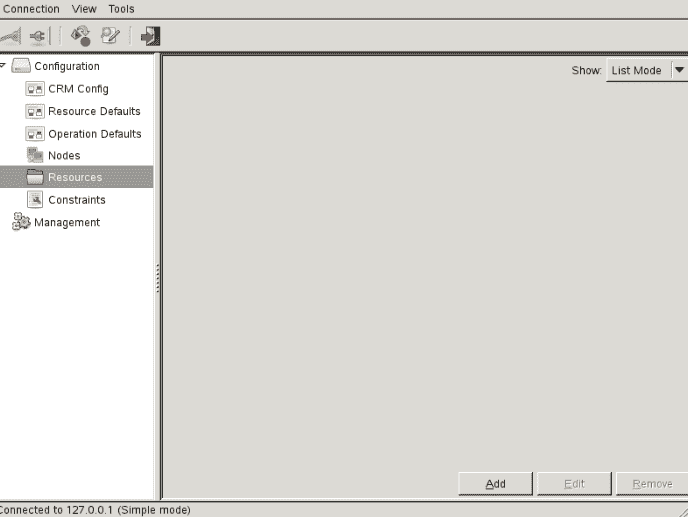 Connection View Tools
Configuration
Show: List Mode
CRM Config
Resource Defaults
Operation Defaults
Nodes
Resources
Constraints
Management
Add Edit Remove
Connected to 127.0.0.1 (Simple mode)